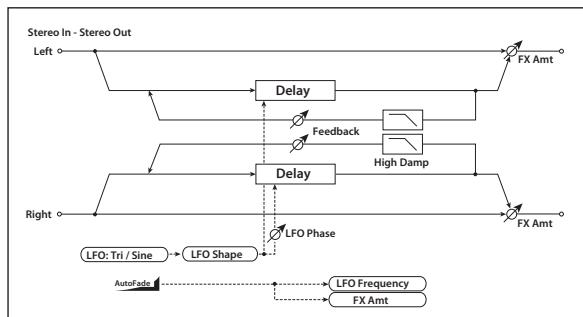 Stereo In - Stereo Out
Left
FX Amt
Delay
Feedback
High Damp
Delay
Right
FX Amt
LFO Phase
LFO: Tri / Sine
LFO Shape
AutoFade
LFO Frequency
FX Amt